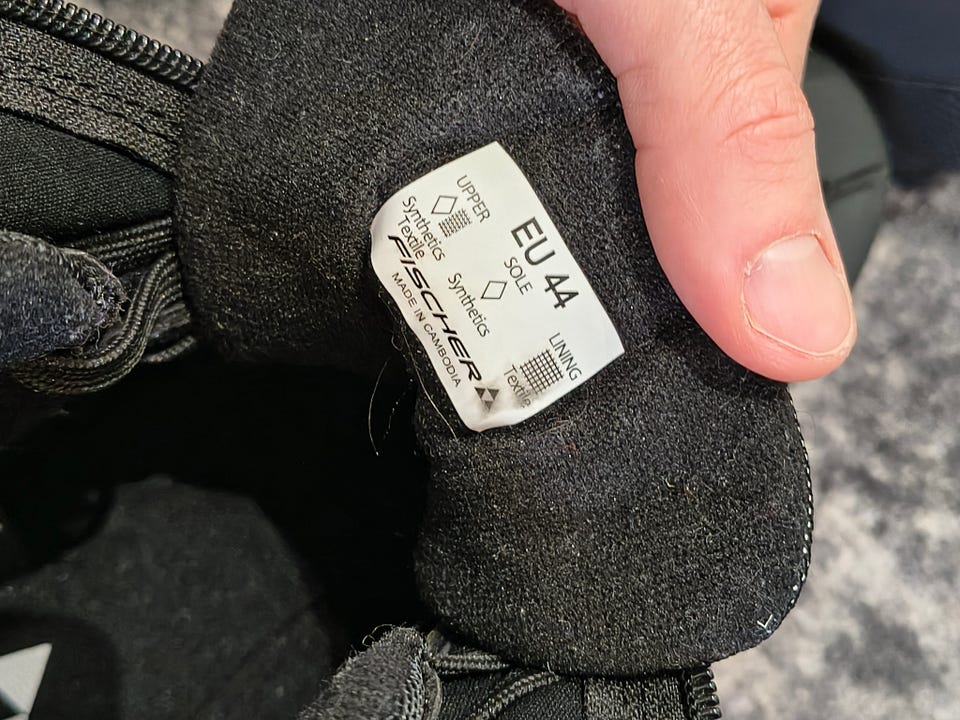 EU 44
UPPER
Synthetics
Textile
SOLE
Synthetics
LINING
Textile
FISCHER
MADE IN CAMBODIA